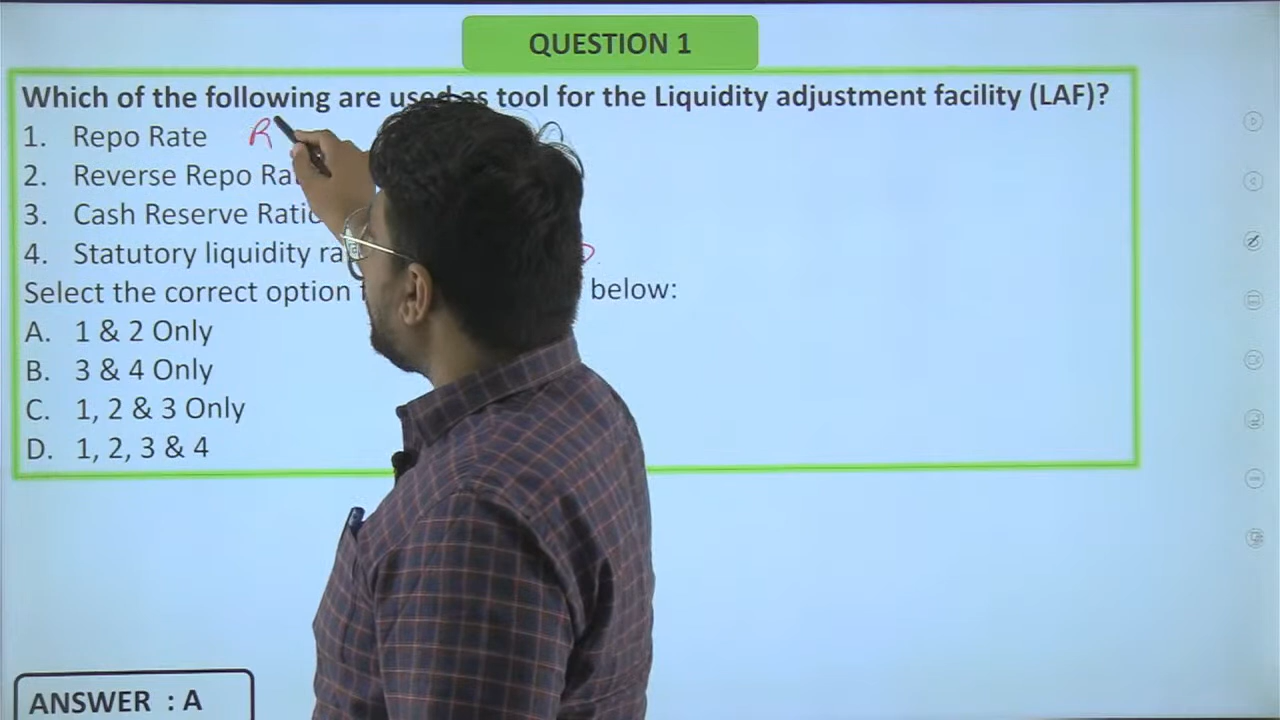 QUESTION 1
Which of the following are used as tool for the Liquidity adjustment facility (LAF)?
1. Repo Rate R
2. Reverse Repo
3. Cash Reserve
4. Statutory liquidity
Select the correct option below:
A. 1 & 2 Only
B. 3 & 4 Only
C. 1, 2 & 3 Only
D. 1, 2, 3 & 4
ANSWER : A